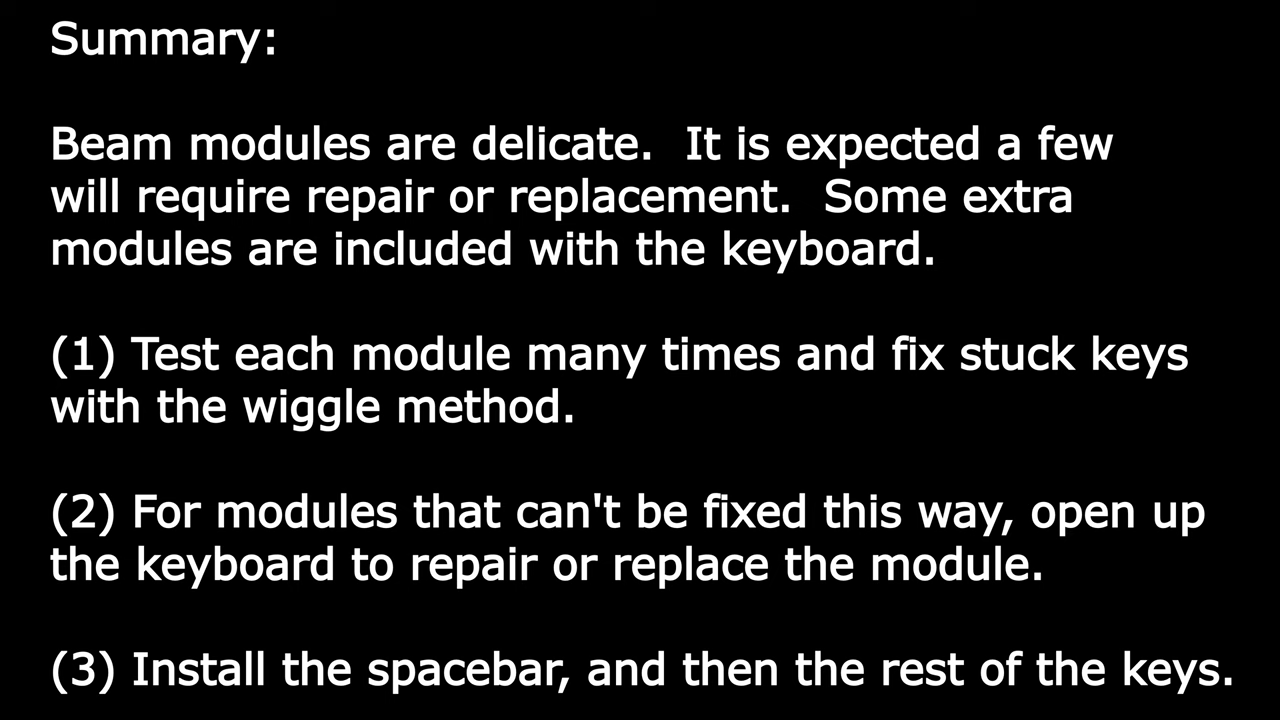 Summary:
Beam modules are delicate.  It is expected a few
will require repair or replacement.  Some extra
modules are included with the keyboard.
(1) Test each module many times and fix stuck keys
with the wiggle method.
(2) For modules that can't be fixed this way, open up
the keyboard to repair or replace the module.
(3) Install the spacebar, and then the rest of the keys.